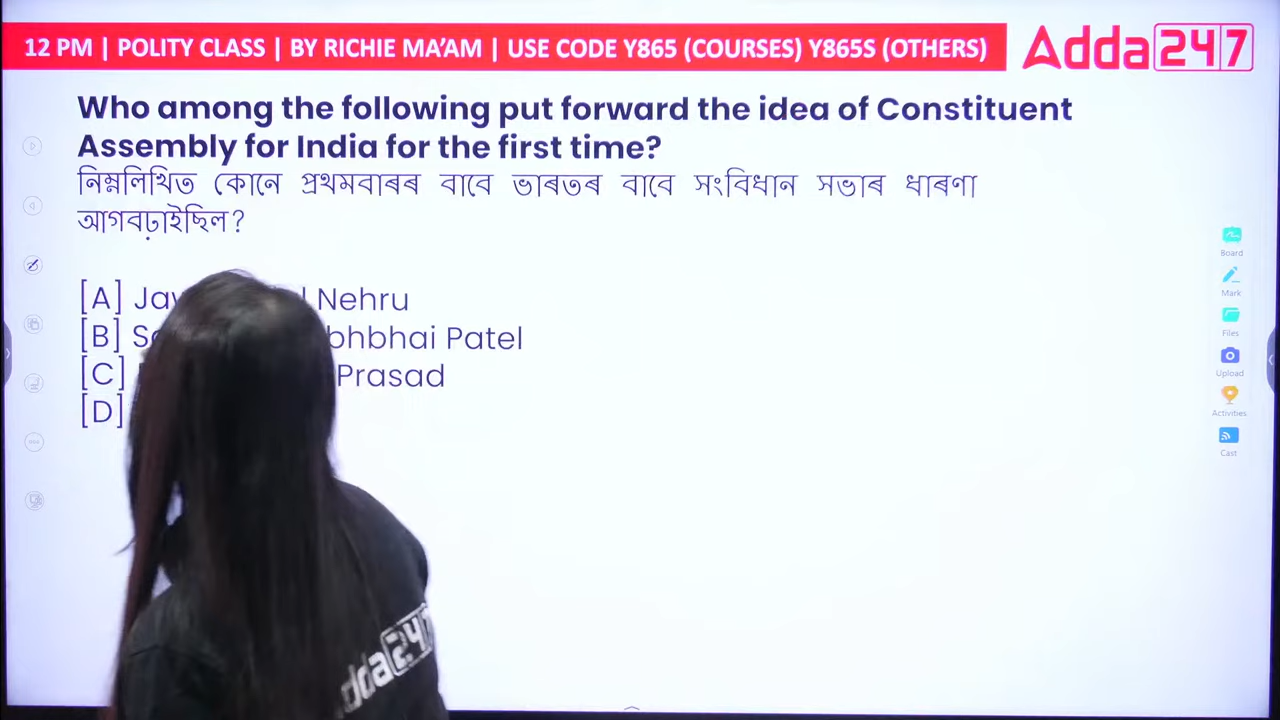 12 PM | POLITY CLASS | BY RICHIE MA'AM | USE CODE Y865 (COURSES) Y865S (OTHERS)
Adda247
Who among the following put forward the idea of Constituent
Assembly for India for the first time?
নিম্নলিখিত কোনে প্ৰথমবাৰৰ বাবে ভাৰতৰ বাবে সংবিধান সভাৰ ধাৰণা
আগবঢ়াইছিল?
[A] Nehru
[B] Patel
[C] Prasad
[D]
Board
Mark
Files
Upload
Activities
Cast
Adda247